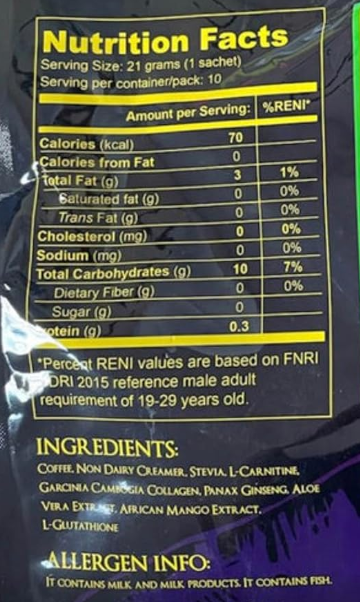 Nutrition Facts
Serving Size: 21 grams (1 sachet)
Serving per container/pack: 10
Amount per Serving: %RENI*
Calories (kcal) 70
Calories from Fat 0
Total Fat (g) 3 1%
Saturated fat (g) 0 0%
Trans Fat (g) 0 0%
Cholesterol (mg) 0 0%
Sodium (mg) 0 0%
Total Carbohydrates (g) 10 7%
Dietary Fiber (g) 0 0%
Sugar (g) 0
otein (g) 0.3
*Percent RENI values are based on FNRI
DRI 2015 reference male adult
requirement of 19-29 years old.
INGREDIENTS:
COFFEE, NON DAIRY CREAMER, STEVIA, L-CARNITINE,
GARCINIA CAMBOGIA COLLAGEN, PANAX GINSENG, ALOE
VERA EXTRACT, AFRICAN MANGO EXTRACT,
L-GLUTATHIONE
ALLERGEN INFO:
IT CONTAINS MILK AND MILK PRODUCTS. IT CONTAINS FISH.